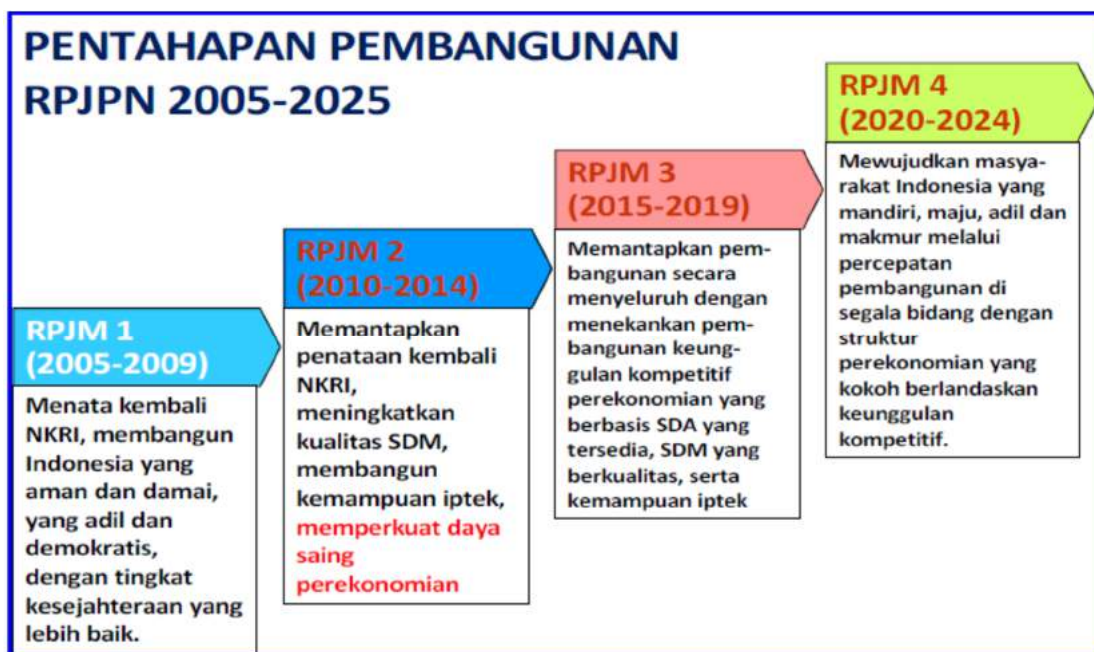 PENTAHAPAN PEMBANGUNAN
RPJPN 2005-2025
RPJM 1
(2005-2009)
Menata kembali
NKRI, membangun
Indonesia yang
aman dan damai,
yang adil dan
demokratis,
dengan tingkat
kesejahteraan yang
lebih baik.
RPJM 2
(2010-2014)
Memantapkan
penataan kembali
NKRI,
meningkatkan
kualitas SDM,
membangun
kemampuan iptek,
memperkuat daya
saing
perekonomian
RPJM 3
(2015-2019)
Memantapkan pem-
bangunan secara
menyeluruh dengan
menekankan pem-
bangunan keung-
gulan kompetitif
perekonomian yang
berbasis SDA yang
tersedia, SDM yang
berkualitas, serta
kemampuan iptek
RPJM 4
(2020-2024)
Mewujudkan masya-
rakat Indonesia yang
mandiri, maju, adil dan
makmur melalui
percepatan
pembangunan di
segala bidang dengan
struktur
perekonomian yang
kokoh berlandaskan
keunggulan
kompetitif.